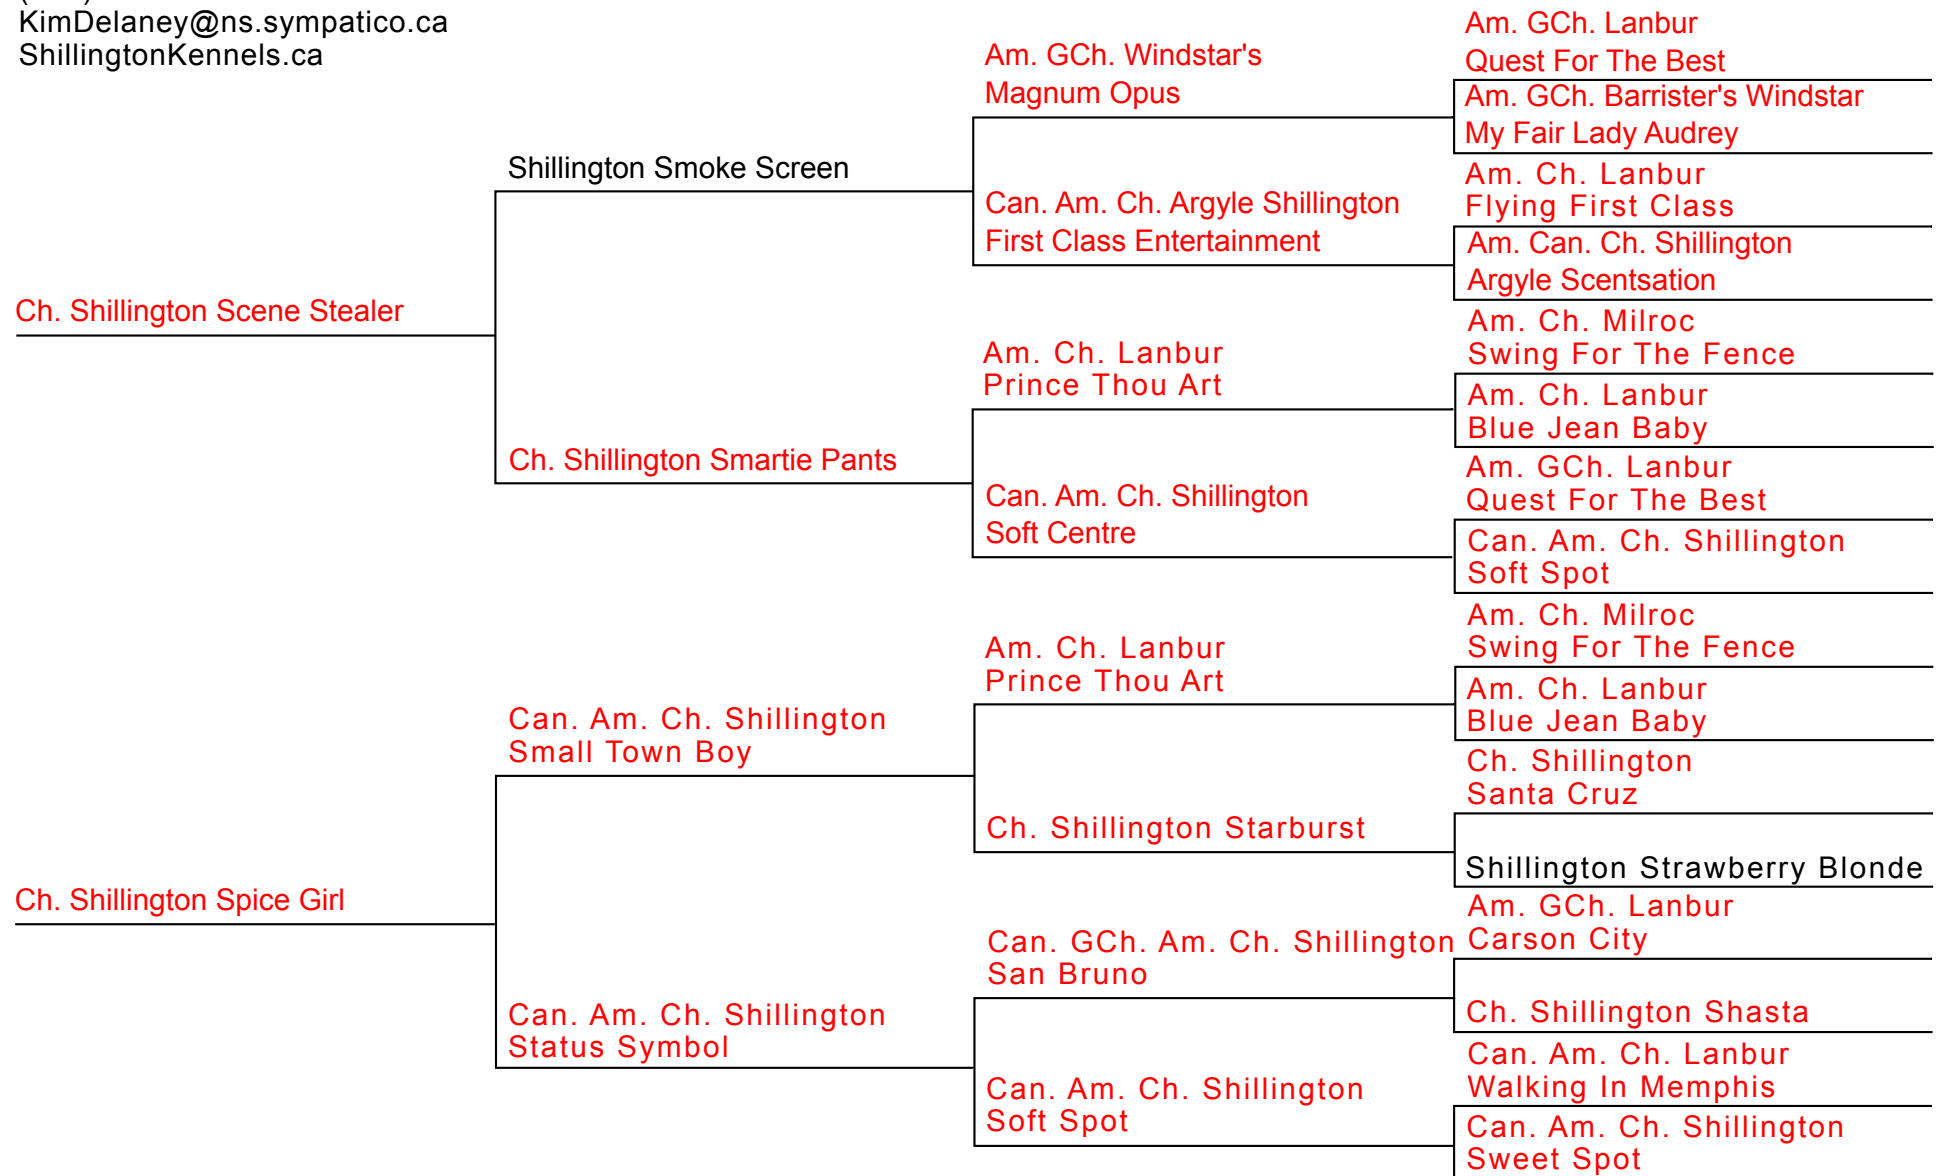 KimDelaney@ns.sympatico.ca
ShillingtonKennels.ca
Ch. Shillington Scene Stealer
Ch. Shillington Spice Girl
Shillington Smoke Screen
Ch. Shillington Smartie Pants
Can. Am. Ch. Shillington
Small Town Boy
Can. Am. Ch. Shillington
Status Symbol
Am. GCh. Windstar's
Magnum Opus
Can. Am. Ch. Argyle Shillington
First Class Entertainment
Am. Ch. Lanbur
Prince Thou Art
Can. Am. Ch. Shillington
Soft Centre
Am. Ch. Lanbur
Prince Thou Art
Ch. Shillington Starburst
Can. GCh. Am. Ch. Shillington
San Bruno
Can. Am. Ch. Shillington
Soft Spot
Am. GCh. Lanbur
Quest For The Best
Am. GCh. Barrister's Windstar
My Fair Lady Audrey
Am. Ch. Lanbur
Flying First Class
Am. Can. Ch. Shillington
Argyle Scentsation
Am. Ch. Milroc
Swing For The Fence
Am. Ch. Lanbur
Blue Jean Baby
Am. GCh. Lanbur
Quest For The Best
Can. Am. Ch. Shillington
Soft Spot
Am. Ch. Milroc
Swing For The Fence
Am. Ch. Lanbur
Blue Jean Baby
Ch. Shillington
Santa Cruz
Shillington Strawberry Blonde
Am. GCh. Lanbur
Carson City
Ch. Shillington Shasta
Can. Am. Ch. Lanbur
Walking In Memphis
Can. Am. Ch. Shillington
Sweet Spot